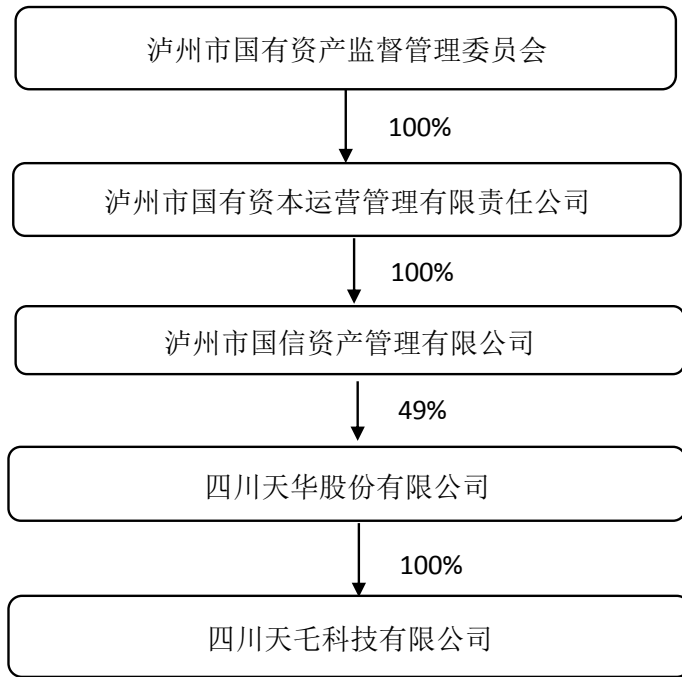 泸州市国有资产监督管理委员会
100%
泸州市国有资本运营管理有限责任公司
100%
泸州市国信资产管理有限公司
49%
四川天华股份有限公司
100%
四川天乇科技有限公司